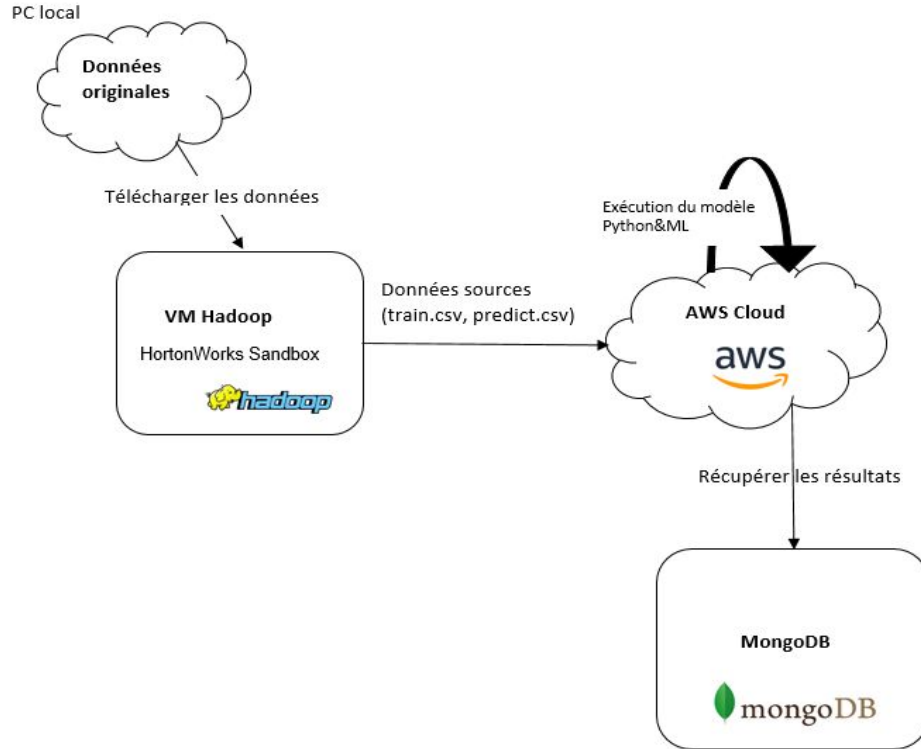 PC local
Données
originales
Télécharger les données
VM Hadoop
HortonWorks Sandbox
hadoop
Données sources
(train.csv, predict.csv)
Exécution du modèle
Python&ML
AWS Cloud
aws
Récupérer les résultats
MongoDB
mongoDB